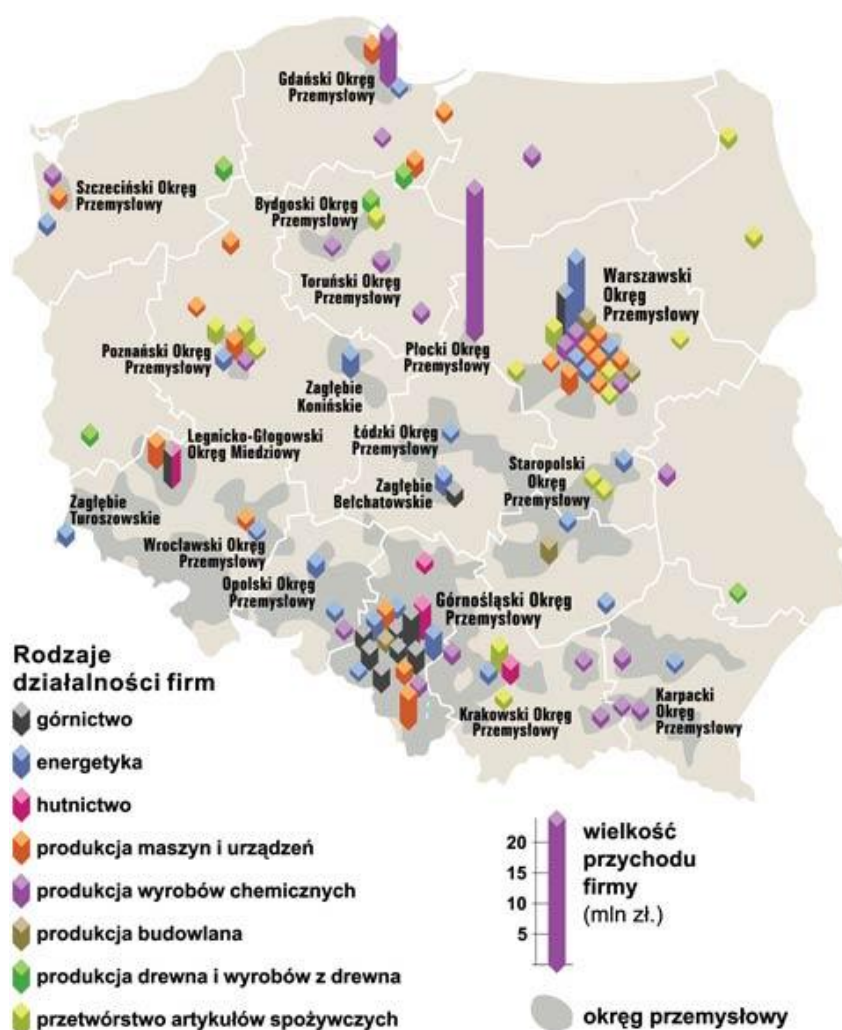 Gdański Okręg
Przemysłowy
Szczeciński Okręg
Przemysłowy
Bydgoski Okręg
Przemysłowy
Toruński Okręg
Przemysłowy
Warszawski
Okręg
Przemysłowy
Poznański Okręg
Przemysłowy
Płocki Okręg
Przemysłowy
Zagłębie
Konińskie
Legnicko-Głogowski
Okręg Miedziowy
Łódzki Okręg
Przemysłowy
Staropolski
Okręg
Przemysłowy
Zagłębie
Bełchatowskie
Zagłębie
Turoszowskie
Wrocławski Okręg
Przemysłowy
Opolski Okręg
Przemysłowy
Górnośląski Okręg
Przemysłowy
Krakowski Okręg
Przemysłowy
Karpacki
Okręg
Przemysłowy
Rodzaje
działalności firm
górnictwo
energetyka
hutnictwo
produkcja maszyn i urządzeń
produkcja wyrobów chemicznych
produkcja budowlana
produkcja drewna i wyrobów z drewna
przetwórstwo artykułów spożywczych
20
15
10
5
wielkość
przychodu
firmy
(mln zł.)
okręg przemysłowy